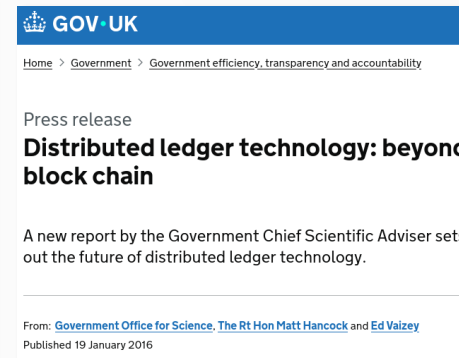 GOV·UK
Home > Government > Government efficiency, transparency and accountability
Press release
Distributed ledger technology: beyond
block chain
A new report by the Government Chief Scientific Adviser sets
out the future of distributed ledger technology.
From: Government Office for Science, The Rt Hon Matt Hancock and Ed Vaizey
Published 19 January 2016